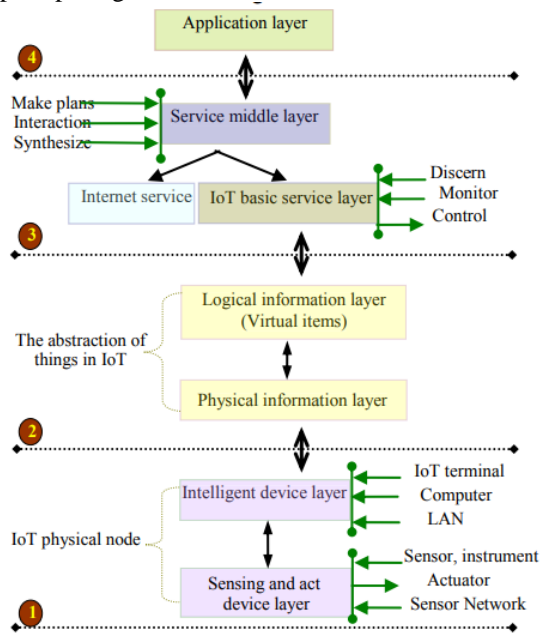 Application layer
4
Make plans
Interaction
Synthesize
Service middle layer
Internet service
IoT basic service layer
Discern
Monitor
Control
3
Logical information layer
(Virtual items)
The abstraction of
things in IoT
Physical information layer
2
Intelligent device layer
IoT terminal
Computer
LAN
IoT physical node
Sensing and act
device layer
Sensor, instrument
Actuator
Sensor Network
1